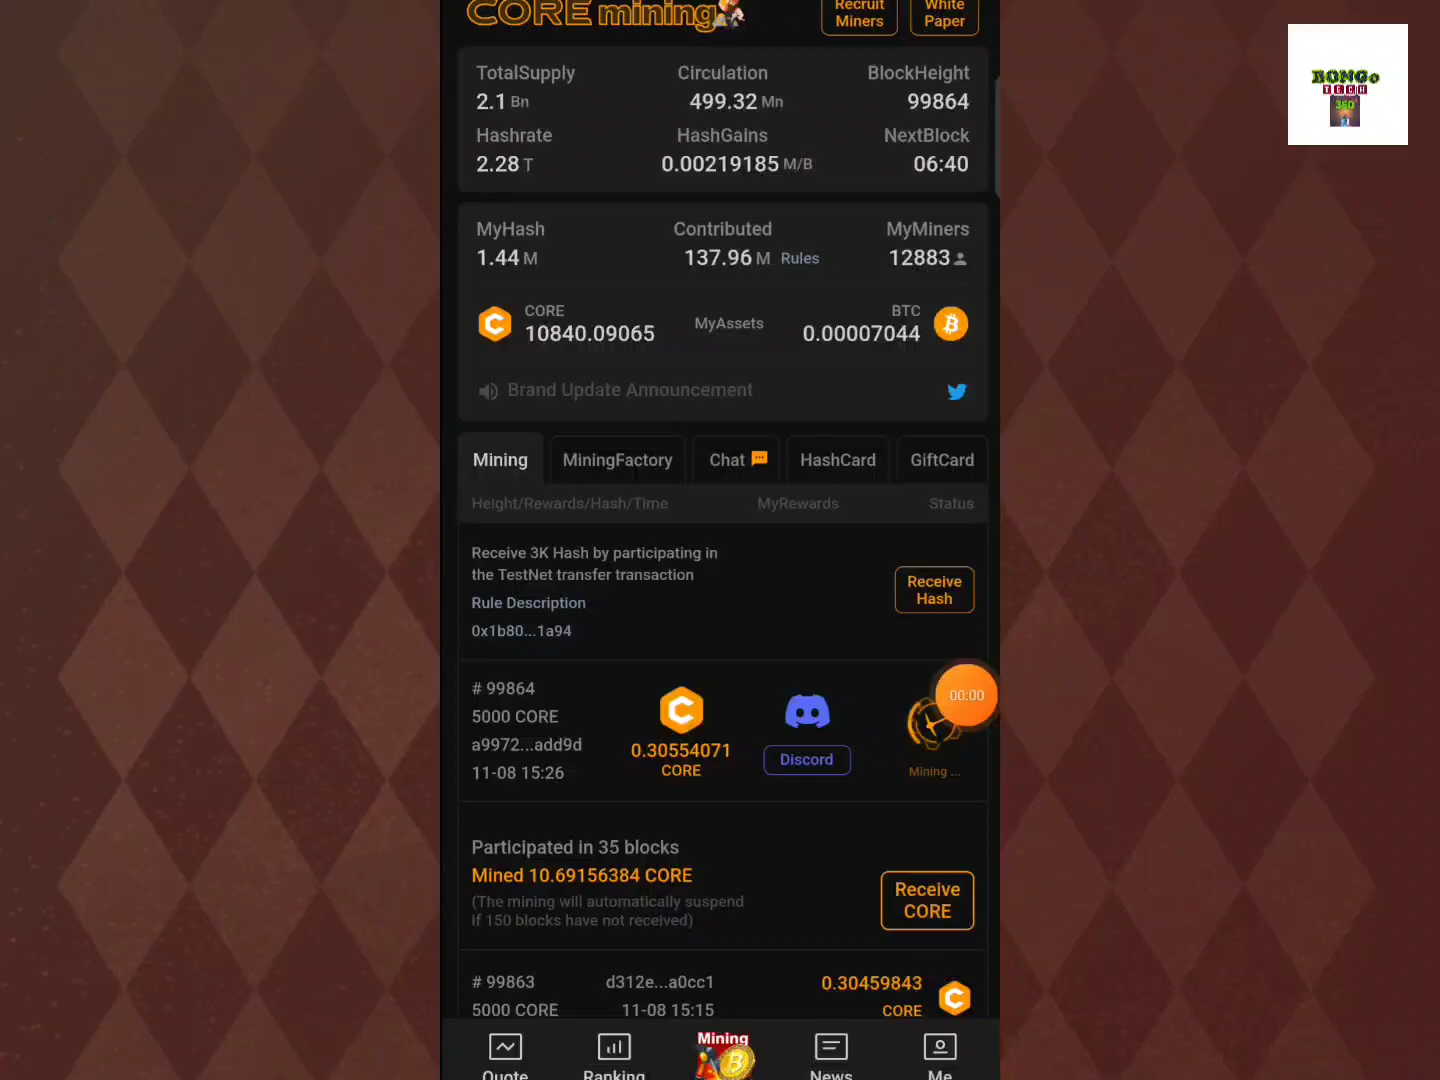 CORE mining
Recruit
Miners
White
Paper
TotalSupply
Circulation
BlockHeight
2.1 Bn
499.32 Mn
99864
Hashrate
HashGains
NextBlock
2.28 T
0.00219185 M/B
06:40
MyHash
Contributed
MyMiners
1.44 M
137.96 M Rules
12883
CORE
10840.09065
MyAssets
BTC
0.00007044
Brand Update Announcement
Mining
MiningFactory
Chat
HashCard
GiftCard
Height/Rewards/Hash/Time
MyRewards
Status
Receive 3K Hash by participating in
the TestNet transfer transaction
Rule Description
0x1b80...1a94
Receive
Hash
# 99864
5000 CORE
a9972...add9d
11-08 15:26
0.30554071
CORE
Discord
00:00
Mining ...
Participated in 35 blocks
Mined 10.69156384 CORE
(The mining will automatically suspend
if 150 blocks have not received)
Receive
CORE
# 99863
5000 CORE
d312e...a0cc1
11-08 15:15
0.30459843
CORE
Quote
Ranking
Mining
News
Me
BONGo
TECH
360°